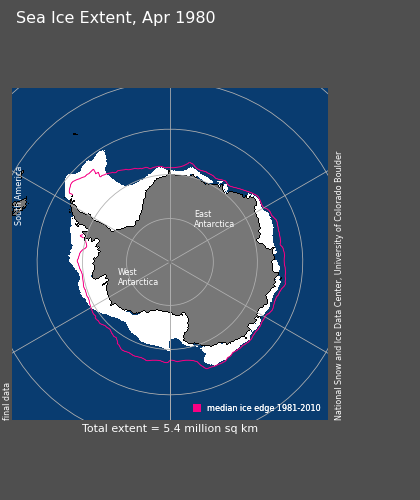 Sea Ice Extent, Apr 1980
South America
East
Antarctica
West
Antarctica
National Snow and Ice Data Center, University of Colorado Boulder
final data
median ice edge 1981-2010
Total extent = 5.4 million sq km